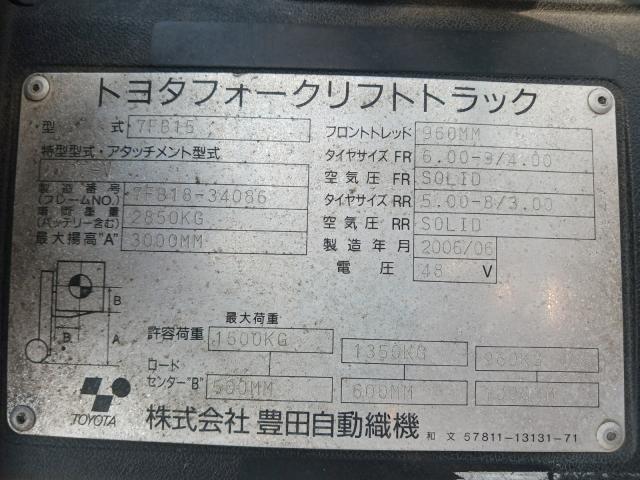 トヨタフォークリフトトラック
型 式 7FB15
フロントトレッド 960MM
特型型式・アタッチメント型式
タイヤサイズ FR 6.00-9/4.00
空気圧 FR SOLID
製造番号 (フレームNO.) 7FB18-34086
タイヤサイズ RR 5.00-8/3.00
車両重量 (バッテリー含む) 2850KG
空気圧 RR SOLID
最大揚高"A" 3000MM
製造年月 2006/06
電圧 48 V
B
B
A
最大荷重
許容荷重 1500KG 1350KG
ロード
センター"B" 500MM 600MM
TOYOTA
株式会社 豊田自動織機 和文 57811-13131-71